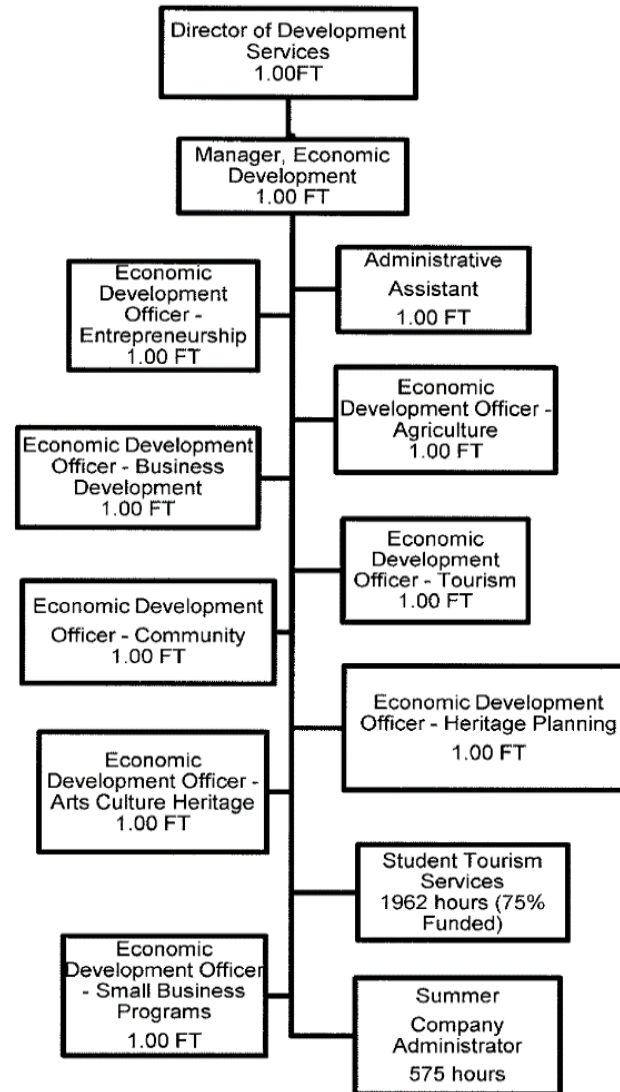 Director of Development
Services
1.00FT
Manager, Economic
Development
1.00 FT
Economic
Development
Officer -
Entrepreneurship
1.00 FT
Administrative
Assistant
1.00 FT
Economic
Development Officer -
Agriculture
1.00 FT
Economic Development
Officer - Business
Development
1.00 FT
Economic
Development
Officer - Tourism
1.00 FT
Economic Development
Officer - Community
1.00 FT
Economic Development
Officer - Heritage Planning
1.00 FT
Economic
Development Officer -
Arts Culture Heritage
1.00 FT
Student Tourism
Services
1962 hours (75%
Funded)
Economic
Development Officer
- Small Business
Programs
1.00 FT
Summer
Company
Administrator
575 hours